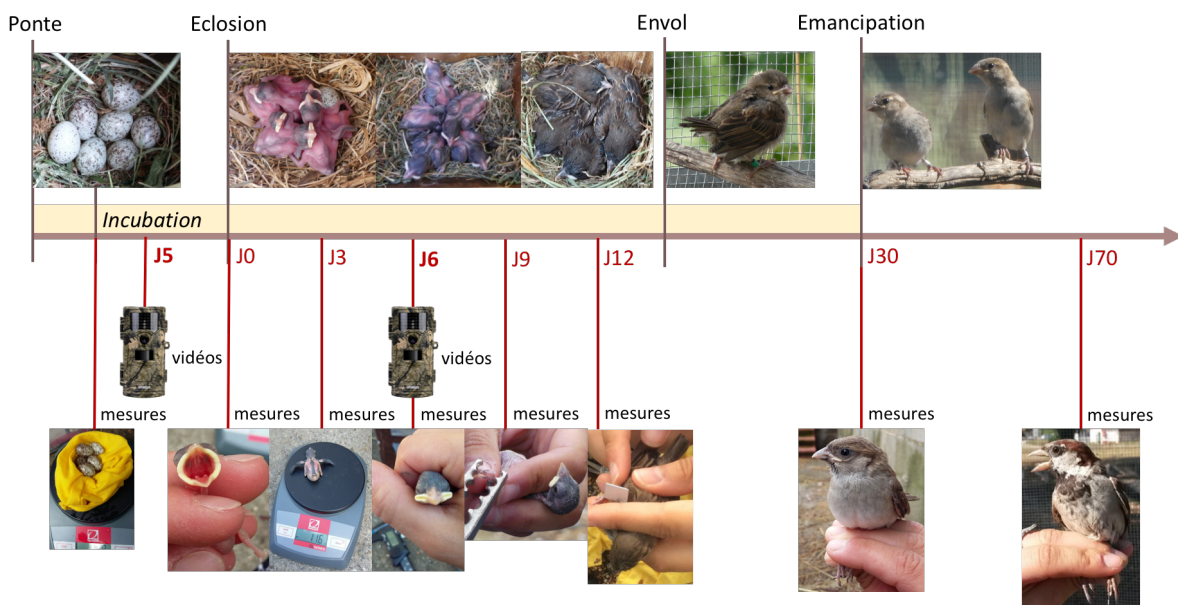 Ponte
Eclosion
Envol
Emancipation
Incubation
J5
J0
J3
J6
J9
J12
J30
J70
vidéos
vidéos
mesures
mesures
mesures
mesures
mesures
mesures
mesures
mesures